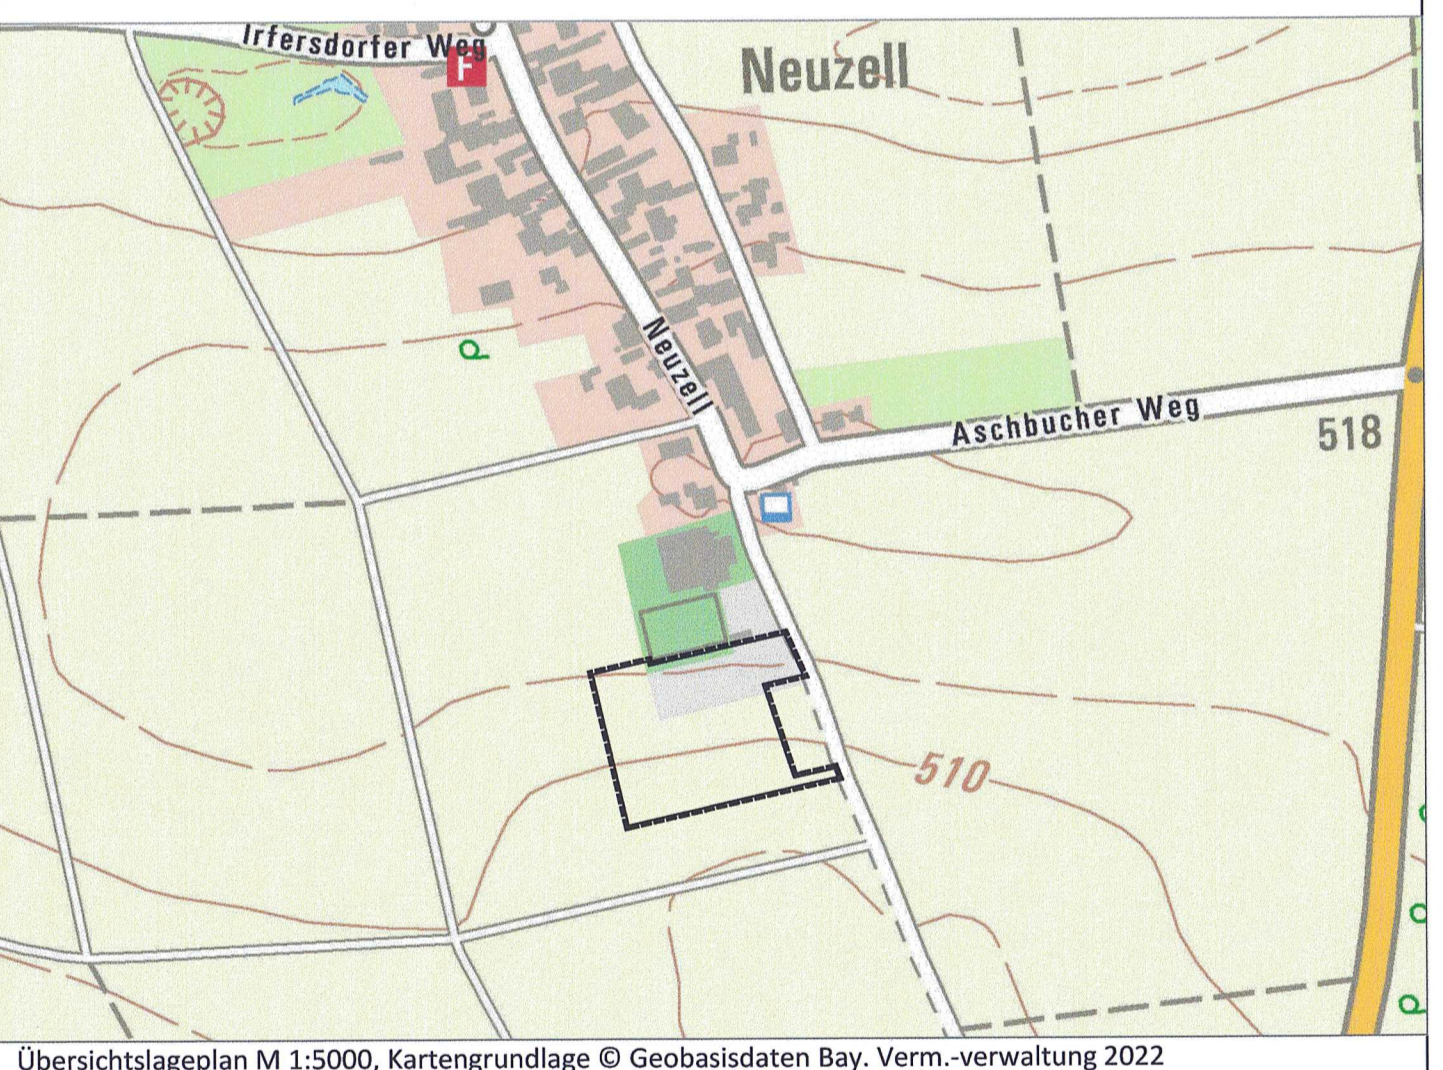 Irfersdorfer Weg
F
Neuzell
Neuzell
Aschbucher Weg
518
510
Übersichtslageplan M 1:5000, Kartengrundlage © Geobasisdaten Bay. Verm.-verwaltung 2022